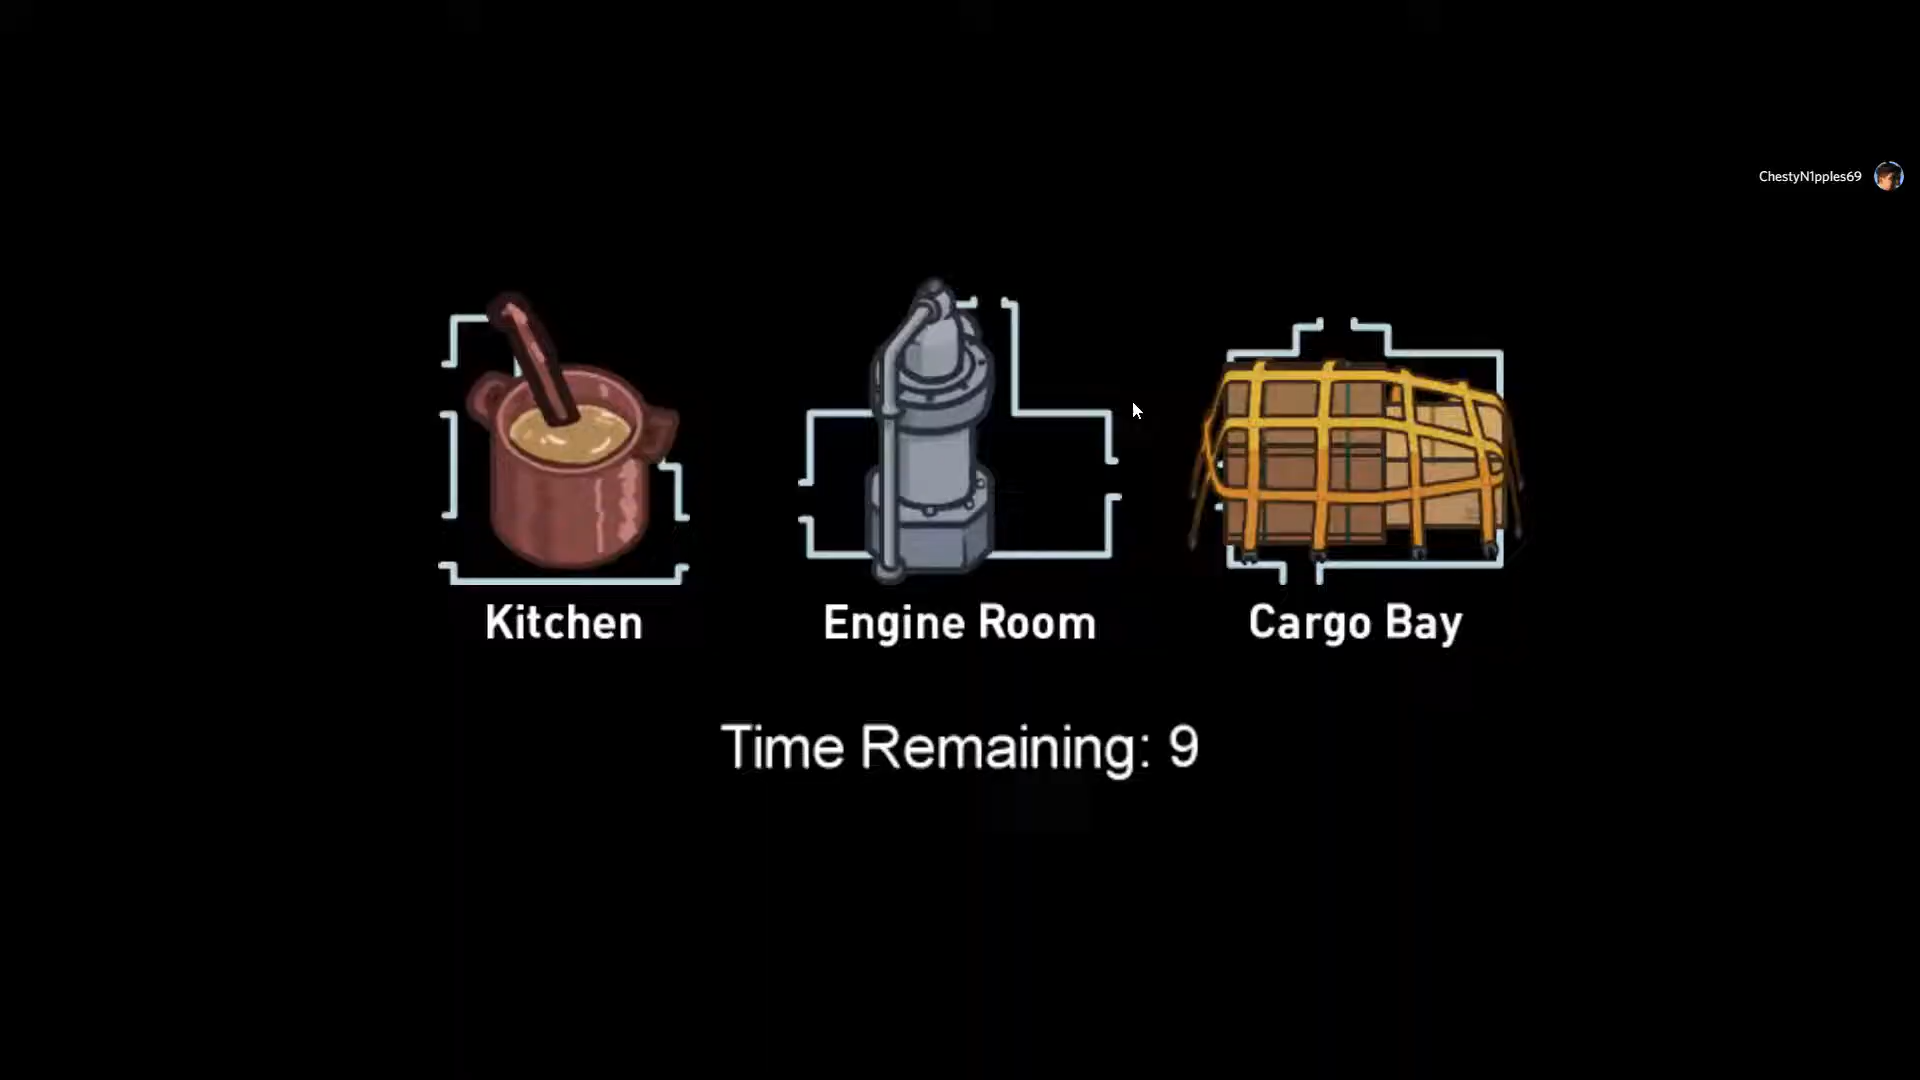 ChestyN1pples69
Kitchen
Engine Room
Cargo Bay
Time Remaining: 9